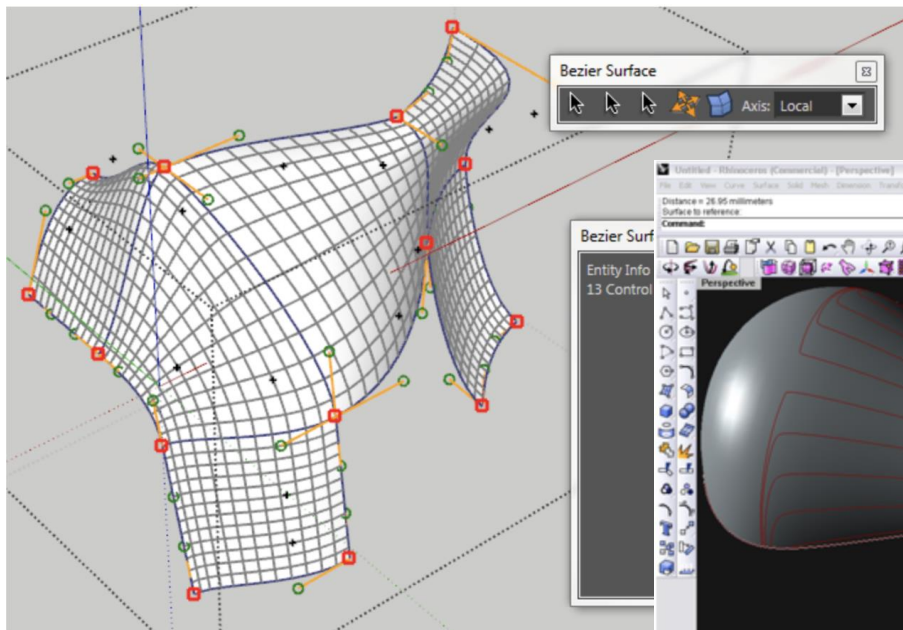 Bezier Surface
Axis: Local
Untitled - Rhinoceros (Commercial) - [Perspective]
File Edit View Curve Surface Solid Mesh Dimension Transfo
Distance = 26.95 millimeters
Surface to reference
Command:
Bezier Surf
Entity Info
13 Control
Perspective